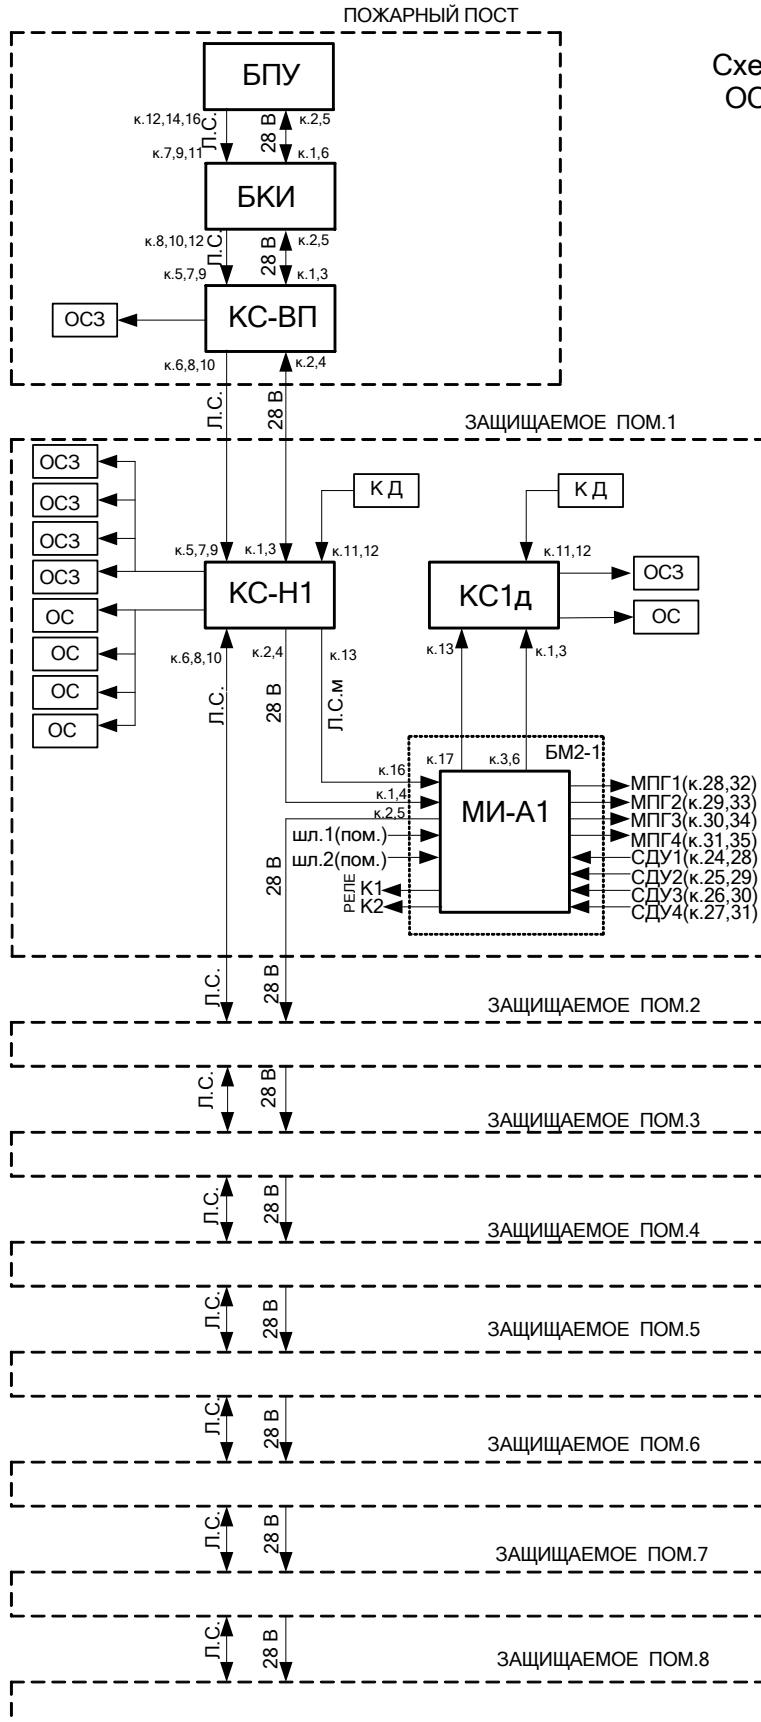 ПОЖАРНЫЙ ПОСТ
Схе
ОС
БПУ
к.12,14,16
Л.С.
28 В
к.2,5
к.7,9,11
к.1,6
БКИ
к.8,10,12
Л.С.
28 В
к.2,5
к.5,7,9
к.1,3
КС-ВП
ОСЗ
к.6,8,10
к.2,4
Л.С.
28 В
ЗАЩИЩАЕМОЕ ПОМ.1
ОСЗ
ОСЗ
ОСЗ
ОСЗ
ОС
ОС
ОС
ОС
К Д
К Д
к.5,7,9
к.1,3
к.11,12
к.11,12
КС-Н1
КС1д
ОСЗ
ОС
к.6,8,10
к.2,4
к.13
к.13
к.1,3
Л.С.
28 В
Л.С.м
БМ2-1
к.17
к.3,6
к.16
к.1,4
к.2,5
МИ-А1
шл.1(пом.)
шл.2(пом.)
РЕЛЕ
К1
К2
МПГ1(к.28,32)
МПГ2(к.29,33)
МПГ3(к.30,34)
МПГ4(к.31,35)
СДУ1(к.24,28)
СДУ2(к.25,29)
СДУ3(к.26,30)
СДУ4(к.27,31)
28 В
Л.С.
28 В
ЗАЩИЩАЕМОЕ ПОМ.2
Л.С.
28 В
ЗАЩИЩАЕМОЕ ПОМ.3
Л.С.
28 В
ЗАЩИЩАЕМОЕ ПОМ.4
Л.С.
28 В
ЗАЩИЩАЕМОЕ ПОМ.5
Л.С.
28 В
ЗАЩИЩАЕМОЕ ПОМ.6
Л.С.
28 В
ЗАЩИЩАЕМОЕ ПОМ.7
Л.С.
28 В
ЗАЩИЩАЕМОЕ ПОМ.8